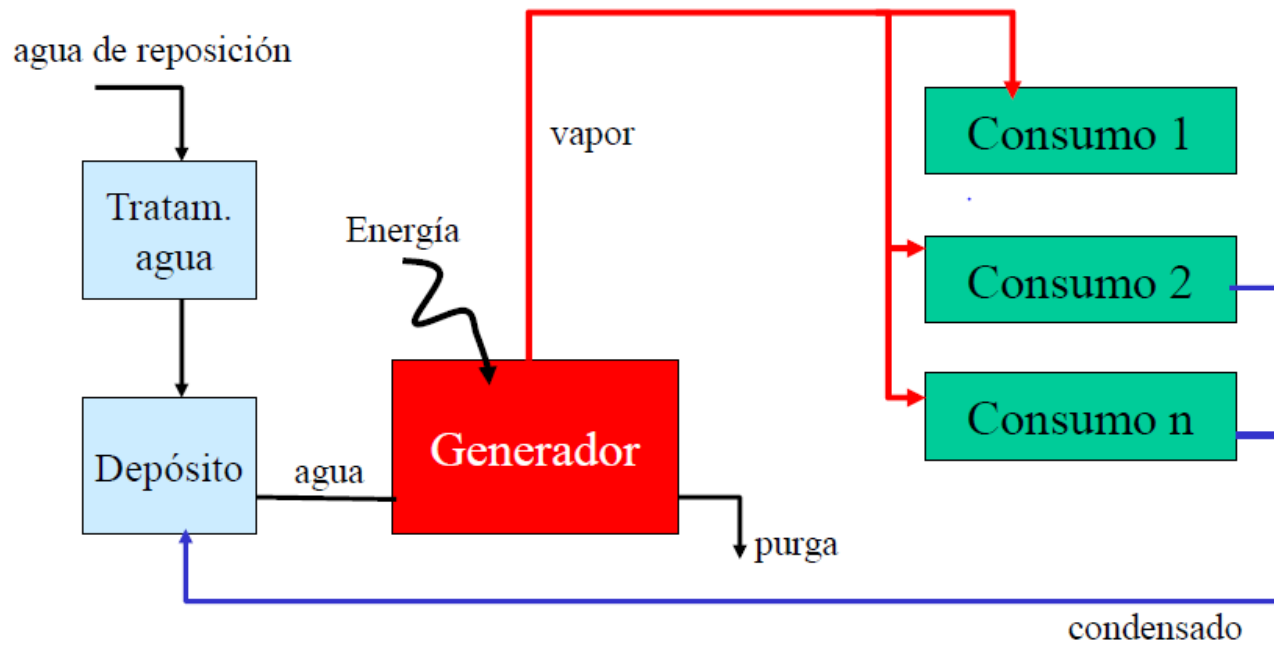 agua de reposición
Tratam.
agua
Depósito
agua
Energía
Generador
vapor
purga
Consumo 1
Consumo 2
Consumo n
condensado